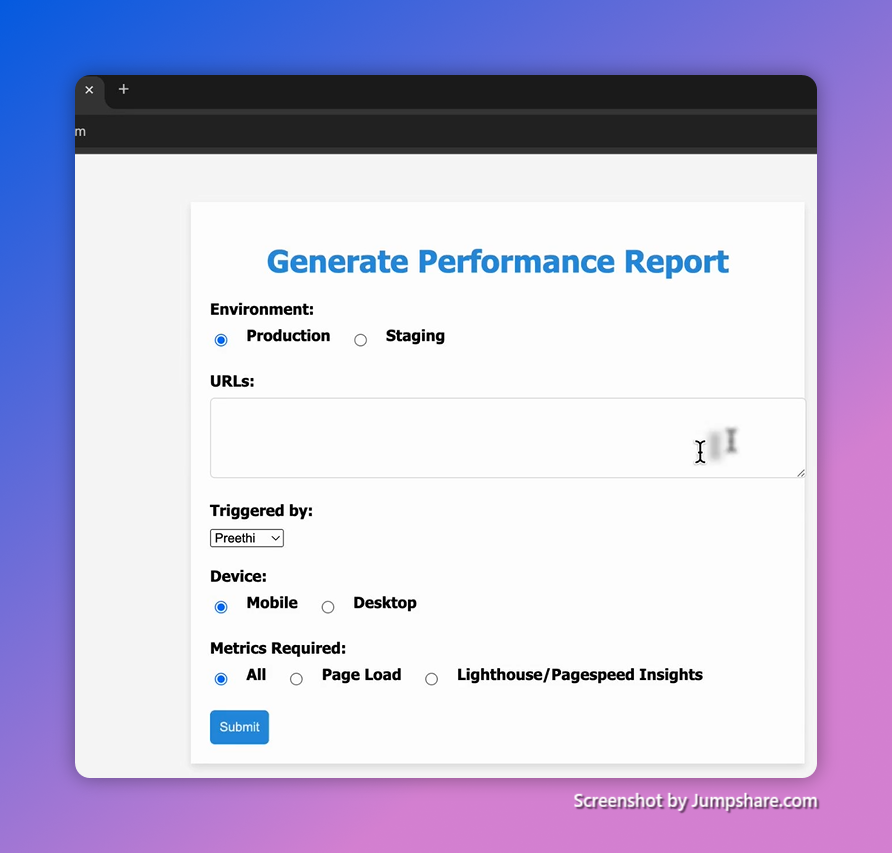 m
Generate Performance Report
Environment:
Production Staging
URLs:
Triggered by:
Preethi
Device:
Mobile Desktop
Metrics Required:
All Page Load Lighthouse/Pagespeed Insights
Submit
Screenshot by Jumpshare.com